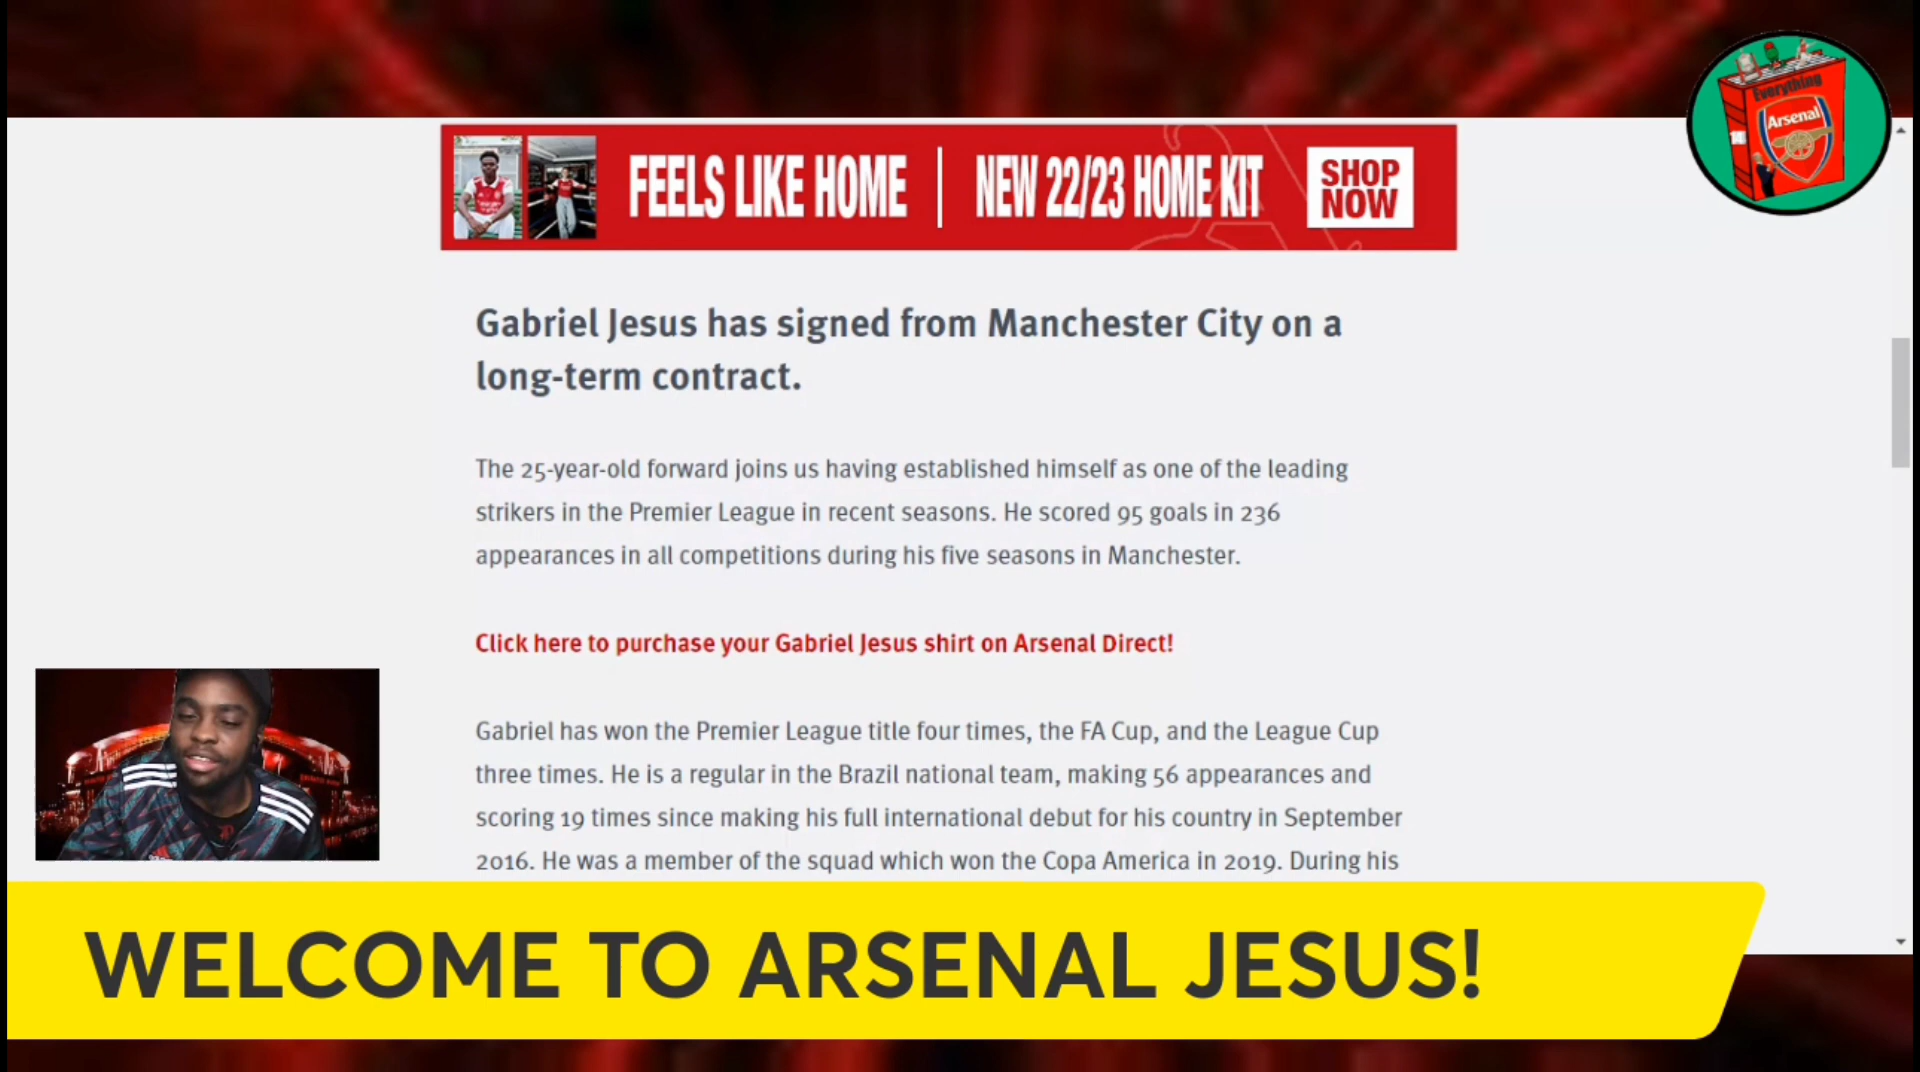 Everything
Arsenal
FEELS LIKE HOME
NEW 22/23 HOME KIT
SHOP
NOW
Gabriel Jesus has signed from Manchester City on a
long-term contract.
The 25-year-old forward joins us having established himself as one of the leading
strikers in the Premier League in recent seasons. He scored 95 goals in 236
appearances in all competitions during his five seasons in Manchester.
Click here to purchase your Gabriel Jesus shirt on Arsenal Direct!
Gabriel has won the Premier League title four times, the FA Cup, and the League Cup
three times. He is a regular in the Brazil national team, making 56 appearances and
scoring 19 times since making his full international debut for his country in September
2016. He was a member of the squad which won the Copa America in 2019. During his
WELCOME TO ARSENAL JESUS!